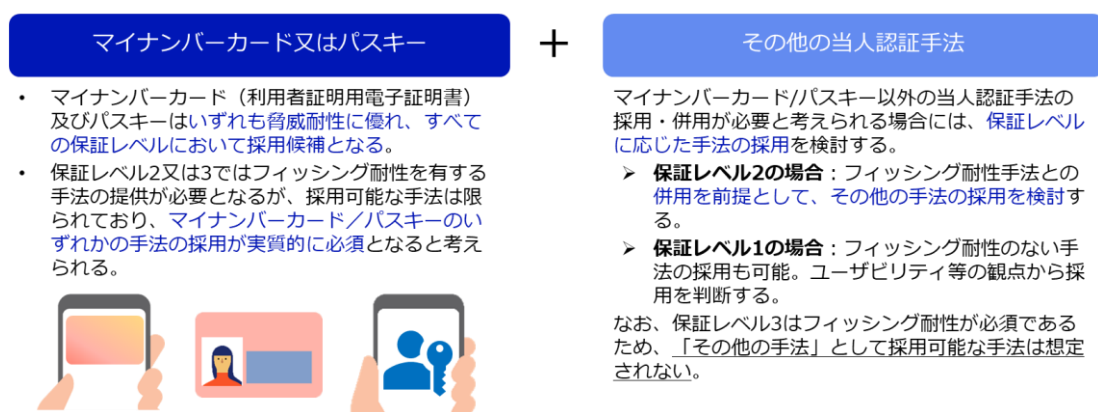 マイナンバーカード又はパスキー
・ マイナンバーカード（利用者証明用電子証明書）
及びパスキーはいずれも脅威耐性に優れ、すべて
の保証レベルにおいて採用候補となる。
・ 保証レベル2又は3ではフィッシング耐性を有する
手法の提供が必要となるが、採用可能な手法は限
られており、マイナンバーカード／パスキーのい
ずれかの手法の採用が実質的に必須となると考え
られる。
＋
その他の当人認証手法
マイナンバーカード/パスキー以外の当人認証手法の
採用・併用が必要と考えられる場合には、保証レベル
に応じた手法の採用を検討する。
➢ 保証レベル2の場合：フィッシング耐性手法との
併用を前提として、その他の手法の採用を検討す
る。
➢ 保証レベル1の場合：フィッシング耐性のない手
法の採用も可能。ユーザビリティ等の観点から採
用を判断する。
なお、保証レベル3はフィッシング耐性が必須である
ため、「その他の手法」として採用可能な手法は想定
されない。